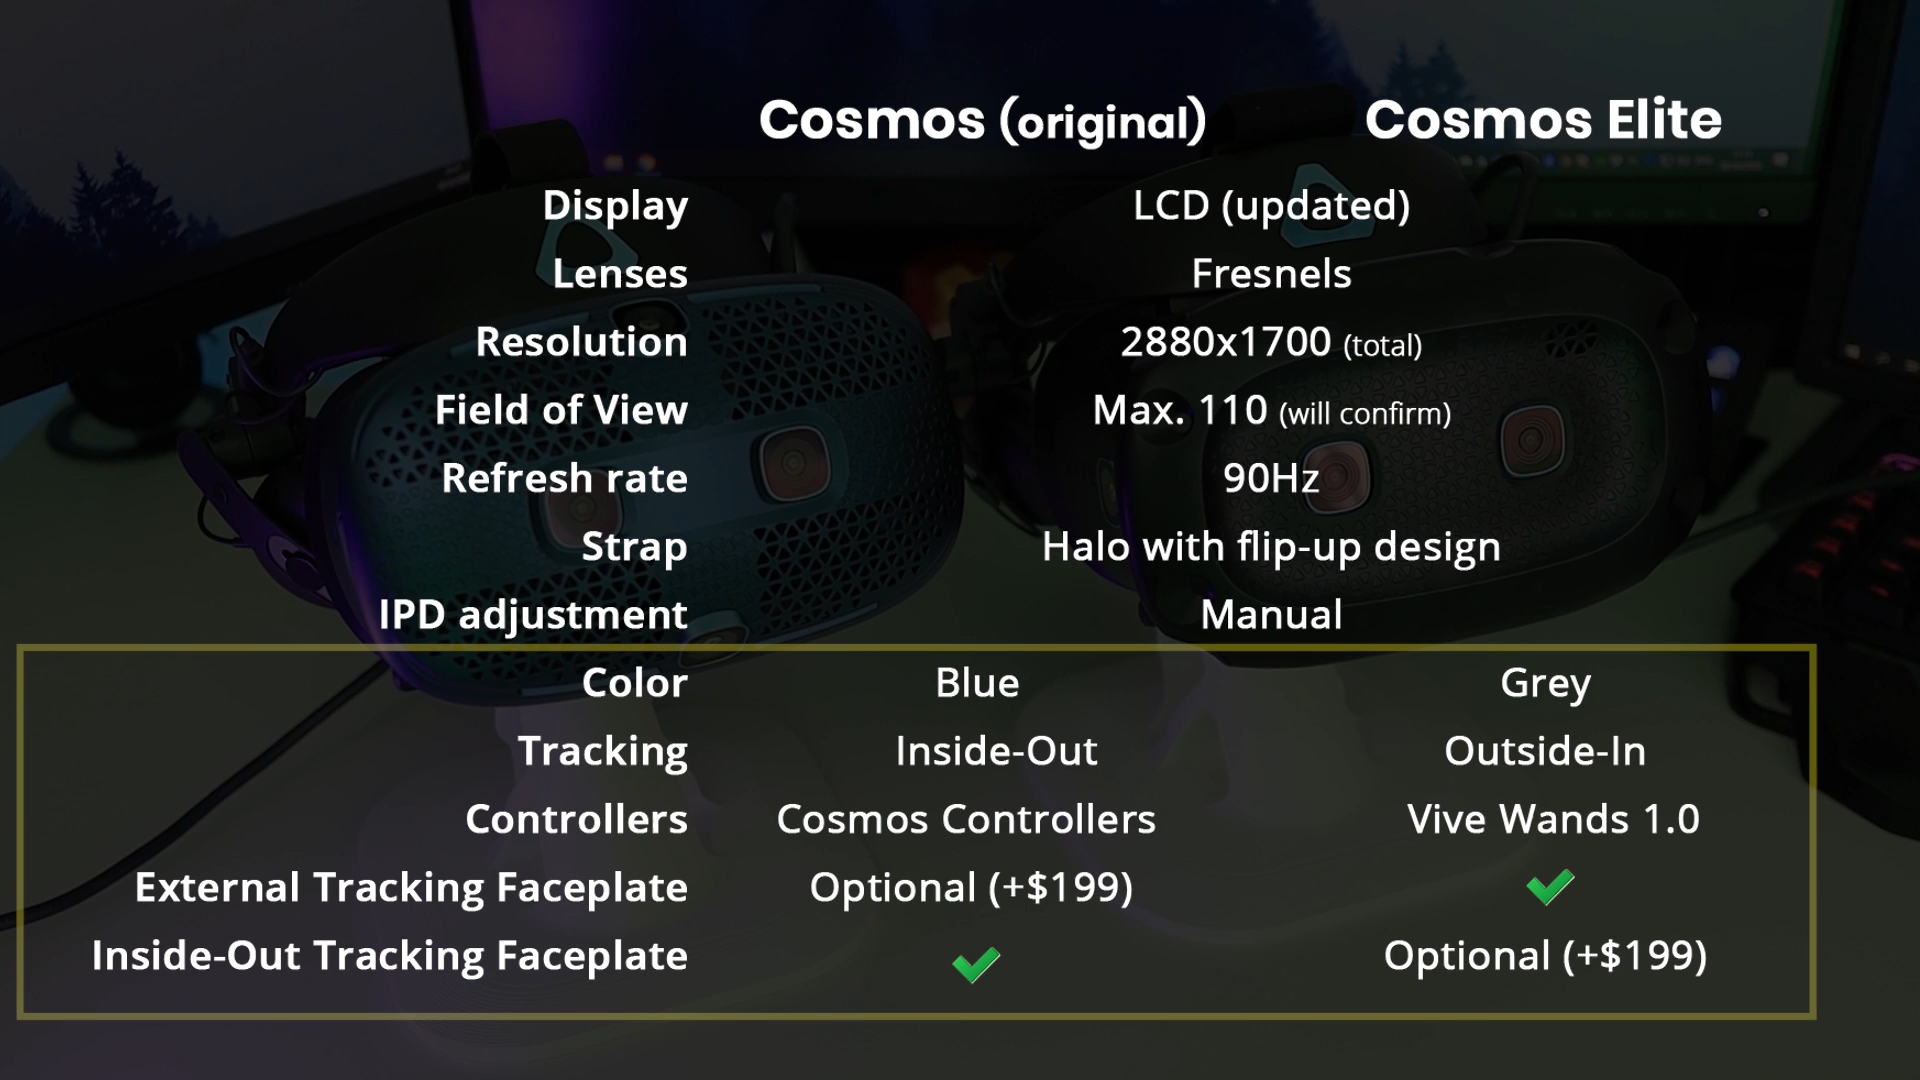 Cosmos (original) Cosmos Elite
Display LCD (updated)
Lenses Fresnels
Resolution 2880x1700 (total)
Field of View Max. 110 (will confirm)
Refresh rate 90Hz
Strap Halo with flip-up design
IPD adjustment Manual
Color Blue Grey
Tracking Inside-Out Outside-In
Controllers Cosmos Controllers Vive Wands 1.0
External Tracking Faceplate Optional (+$199)
Inside-Out Tracking Faceplate Optional (+$199)